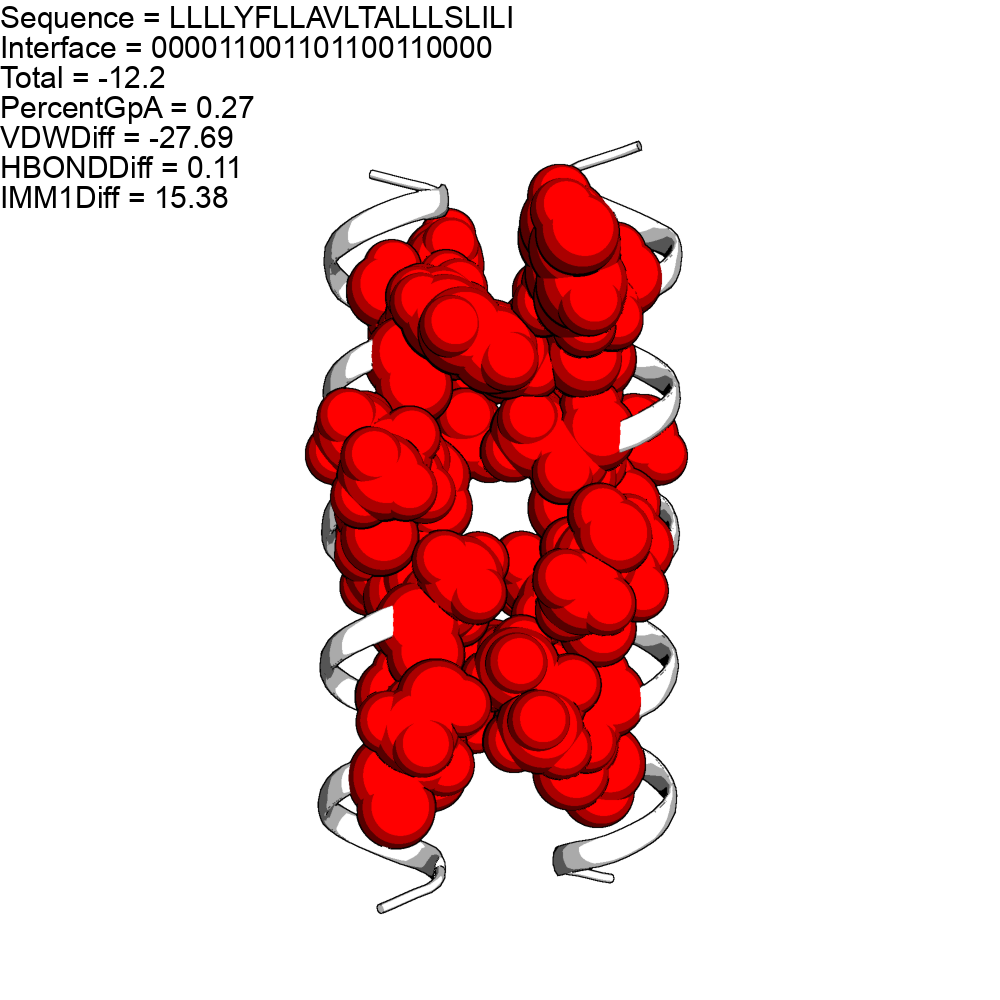 Sequence = LLLLYFLLAVLTALLLSLILI
Interface = 000011001101100110000
Total = -12.2
PercentGpA = 0.27
VDWDiff = -27.69
HBONDDiff = 0.11
IMM1Diff = 15.38